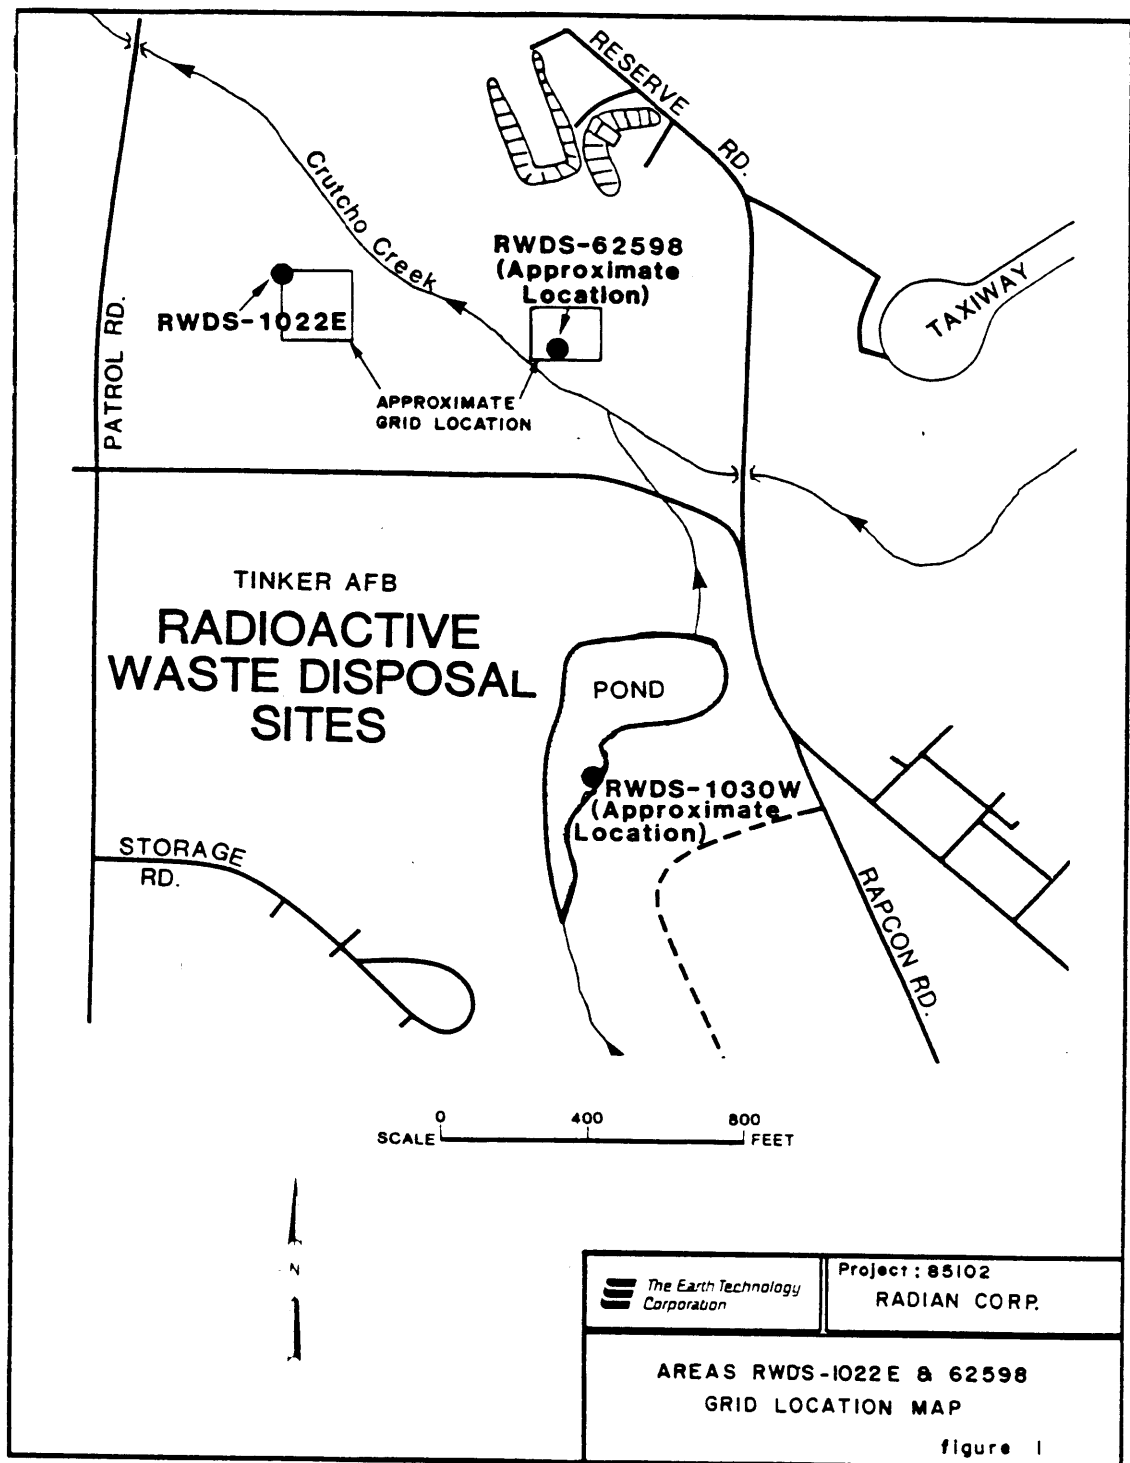 RESERVE
RD.
Crutcho Creek
RWDS-62598
(Approximate
Location)
TAXIWAY
RWDS-1022E
PATROL RD.
APPROXIMATE
GRID LOCATION
TINKER AFB
RADIOACTIVE
WASTE DISPOSAL
SITES
POND
RWDS-1030W
(Approximate
Location)
STORAGE
RD.
RAPCON RD.
0 400 800
SCALE FEET
N
The Earth Technology
Corporation
Project: 85102
RADIAN CORP.
AREAS RWDS-1022E & 62598
GRID LOCATION MAP
figure 1